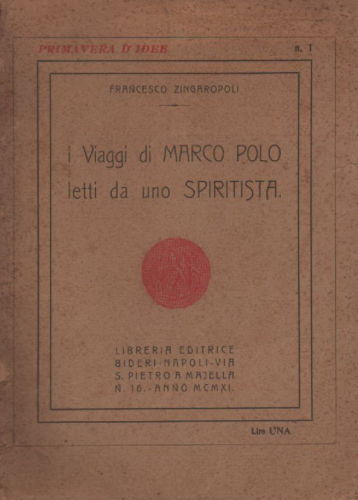 PRIMAVERA D'IDEE n. 1
FRANCESCO ZINGAROPOLI
I Viaggi di MARCO POLO
letti da uno SPIRITISTA.
LIBRERIA EDITRICE
BIDERI-NAPOLI-VIA
S. PIETRO A MAJELLA
N. 16.-ANNO MCMXI.
Lire UNA